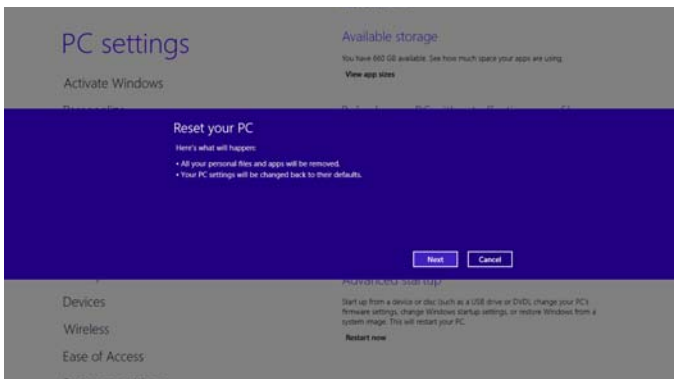 PC settings
Activate Windows
Available storage
You have 660 GB available. See how much space your apps are using.
View app sizes
Reset your PC
Here's what will happen:
• All your personal files and apps will be removed.
• Your PC settings will be changed back to their defaults.
Next
Cancel
Devices
Wireless
Ease of Access
Advanced startup
Start up from a device or disc (such as a USB drive or DVD), change your PC's
firmware settings, change Windows startup settings, or restore Windows from a
system image. This will restart your PC.
Restart now